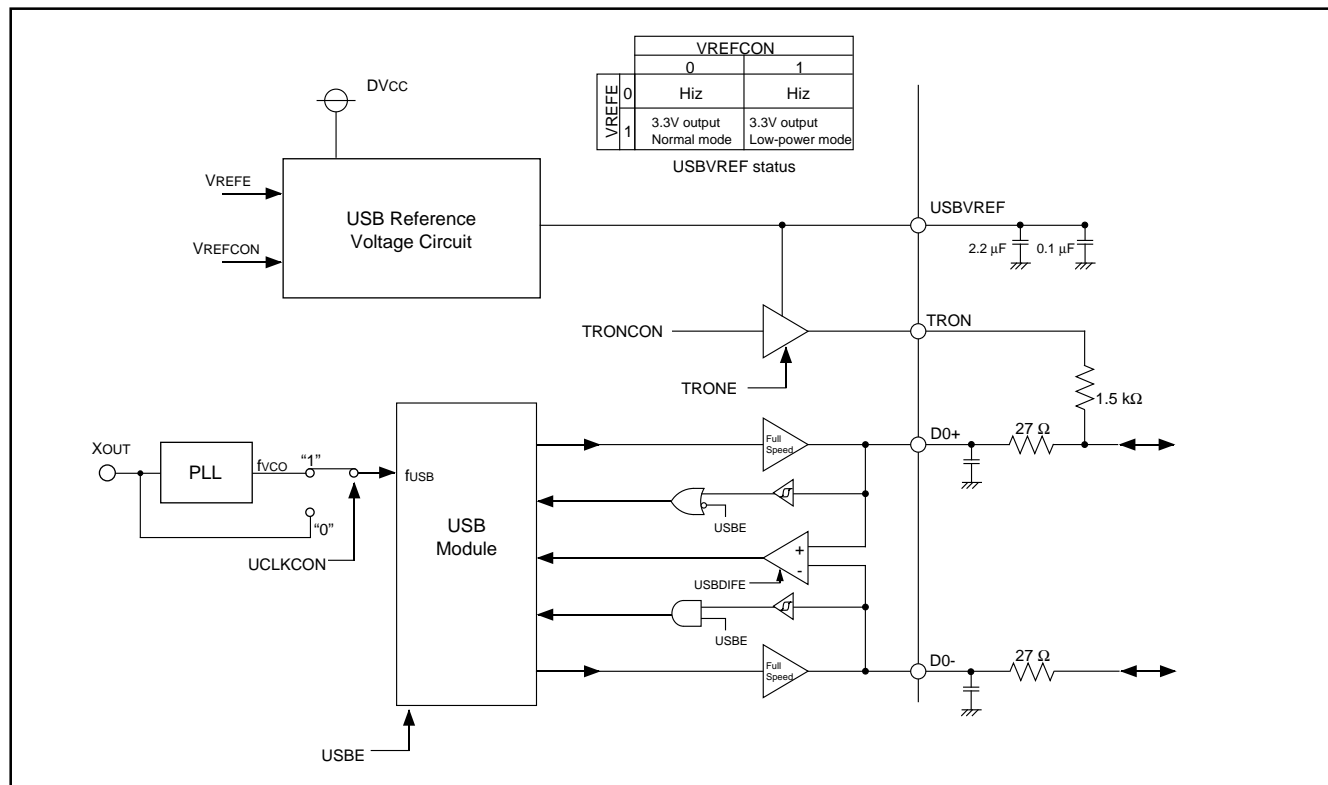 VREFCON
0 1
VREFE
0 Hiz Hiz
1 3.3V output 3.3V output
Normal mode Low-power mode
USBVREF status
DVCC
VREFE
VREFCON
USB Reference
Voltage Circuit
USBVREF
2.2 µF 0.1 µF
TRONCON
TRON
TRONE
1.5 kΩ
XOUT
PLL
fVCO
“1”
“0”
UCLKCON
fUSB
USB
Module
USBE
Full
Speed
D0+
27 Ω
USBE
+
-
USBDIFE
USBE
Full
Speed
D0-
27 Ω